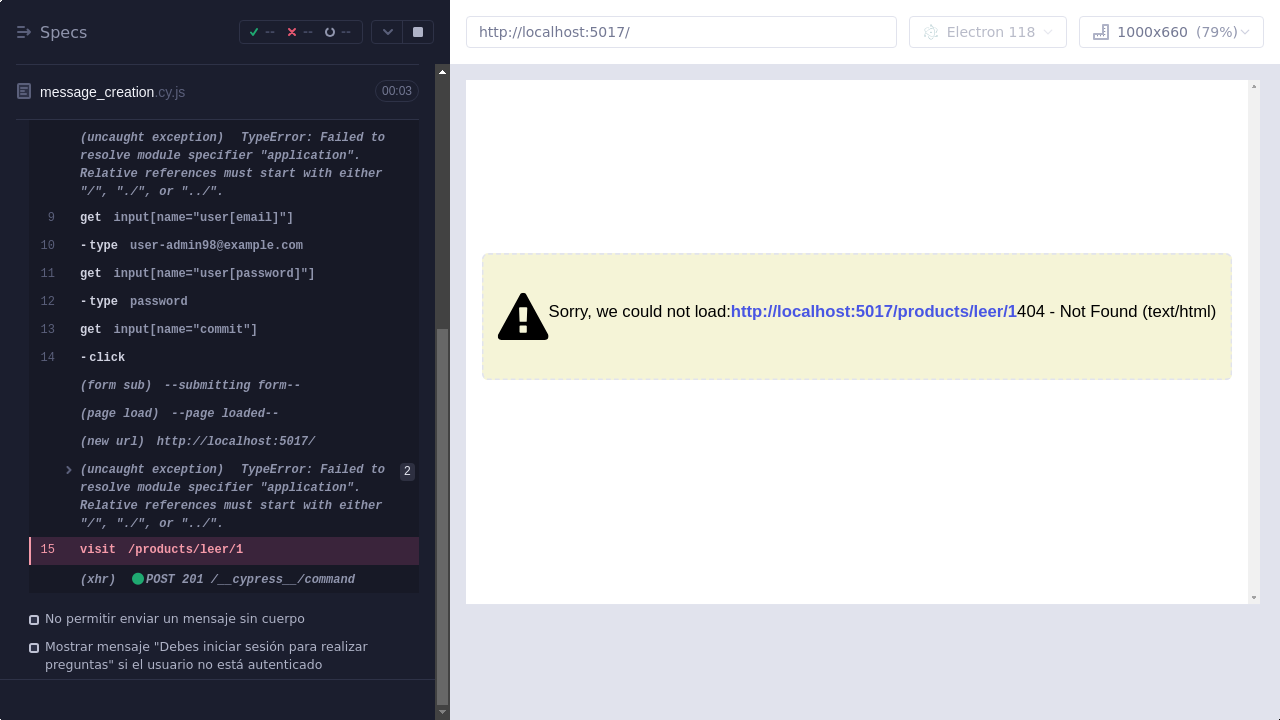 Specs
--
--
--
message_creation.cy.js
00:03
(uncaught exception) TypeError: Failed to
resolve module specifier "application".
Relative references must start with either
"/", "./", or "../".
9 get input[name="user[email]"]
10 -type user-admin98@example.com
11 get input[name="user[password]"]
12 -type password
13 get input[name="commit"]
14 -click
(form sub) --submitting form--
(page load) --page loaded--
(new url) http://localhost:5017/
(uncaught exception) TypeError: Failed to 2
resolve module specifier "application".
Relative references must start with either
"/", "./", or "../".
15 visit /products/leer/1
(xhr) POST 201 /__cypress__/command
No permitir enviar un mensaje sin cuerpo
Mostrar mensaje "Debes iniciar sesión para realizar
preguntas" si el usuario no está autenticado
http://localhost:5017/
Electron 118
1000x660 (79%)
Sorry, we could not load:http://localhost:5017/products/leer/1404 - Not Found (text/html)